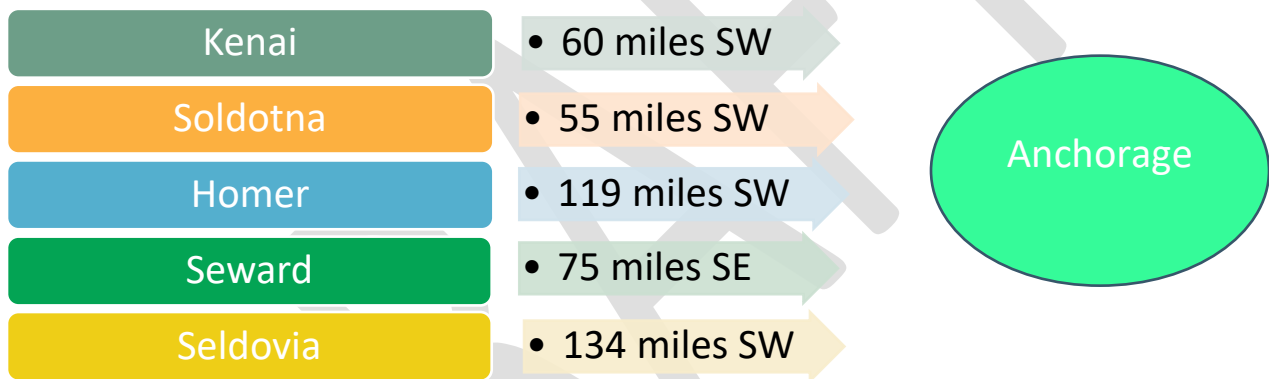 Kenai
• 60 miles SW
Soldotna
• 55 miles SW
Homer
• 119 miles SW
Seward
• 75 miles SE
Seldovia
• 134 miles SW
Anchorage